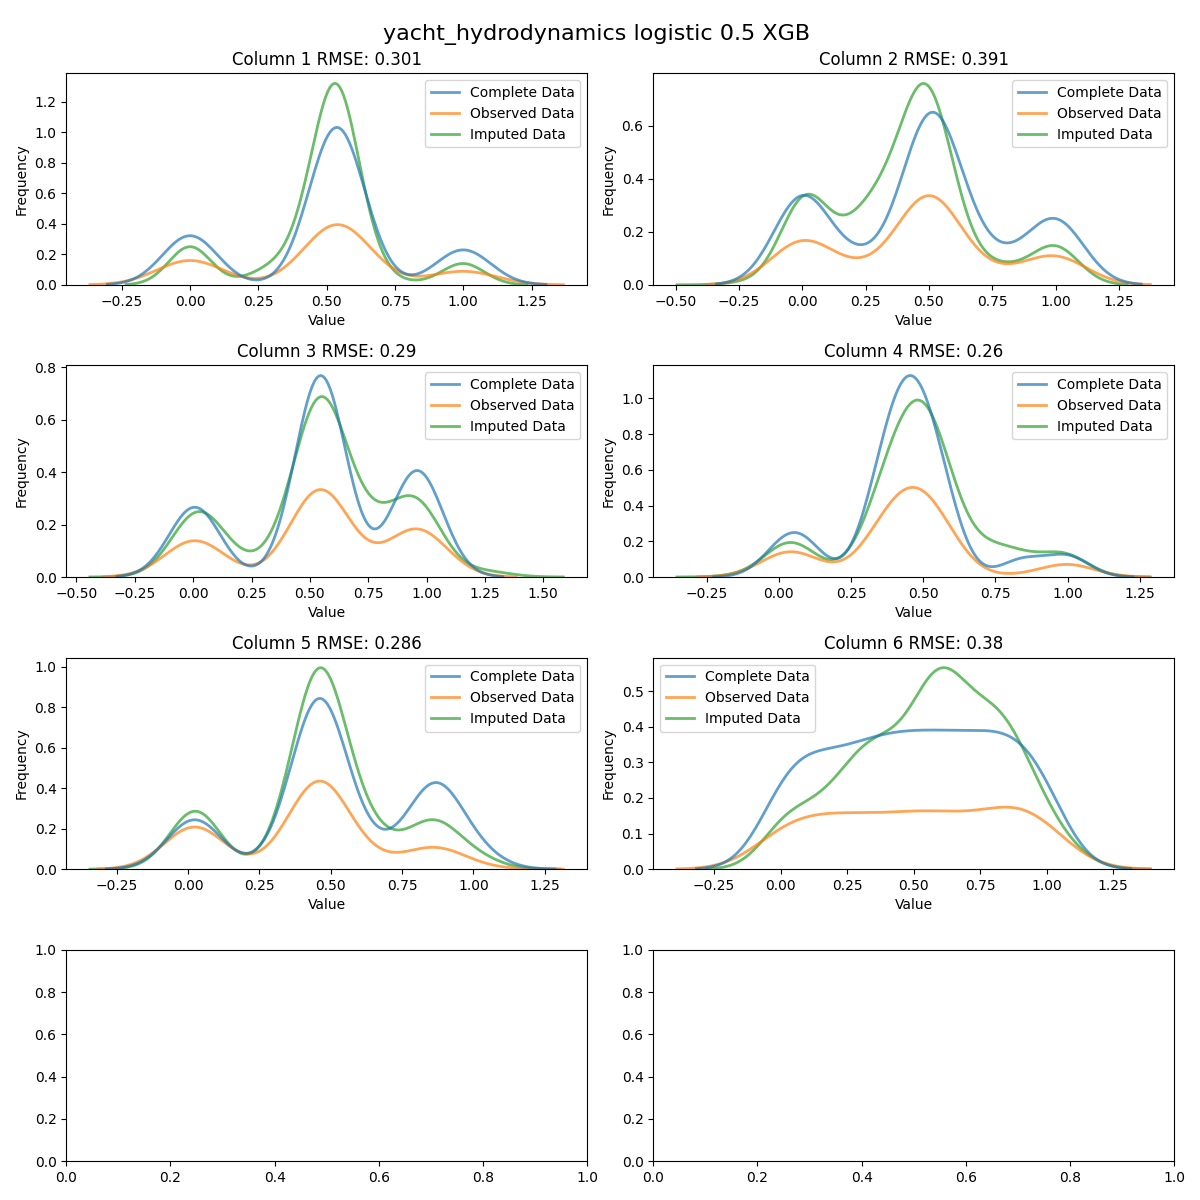 yacht_hydrodynamics logistic 0.5 XGB
Column 1 RMSE: 0.301
Complete Data
Observed Data
Imputed Data
Frequency
1.2
1.0
0.8
0.6
0.4
0.2
0.0
−0.25 0.00 0.25 0.50 0.75 1.00 1.25
Value
Column 2 RMSE: 0.391
Complete Data
Observed Data
Imputed Data
Frequency
0.6
0.4
0.2
0.0
−0.50 −0.25 0.00 0.25 0.50 0.75 1.00 1.25
Value
Column 3 RMSE: 0.29
Complete Data
Observed Data
Imputed Data
Frequency
0.8
0.6
0.4
0.2
0.0
−0.50 −0.25 0.00 0.25 0.50 0.75 1.00 1.25 1.50
Value
Column 4 RMSE: 0.26
Complete Data
Observed Data
Imputed Data
Frequency
1.0
0.8
0.6
0.4
0.2
0.0
−0.25 0.00 0.25 0.50 0.75 1.00 1.25
Value
Column 5 RMSE: 0.286
Complete Data
Observed Data
Imputed Data
Frequency
1.0
0.8
0.6
0.4
0.2
0.0
−0.25 0.00 0.25 0.50 0.75 1.00 1.25
Value
Column 6 RMSE: 0.38
Complete Data
Observed Data
Imputed Data
Frequency
0.5
0.4
0.3
0.2
0.1
0.0
−0.25 0.00 0.25 0.50 0.75 1.00 1.25
Value
1.0
0.8
0.6
0.4
0.2
0.0
0.0 0.2 0.4 0.6 0.8 1.0
1.0
0.8
0.6
0.4
0.2
0.0
0.0 0.2 0.4 0.6 0.8 1.0